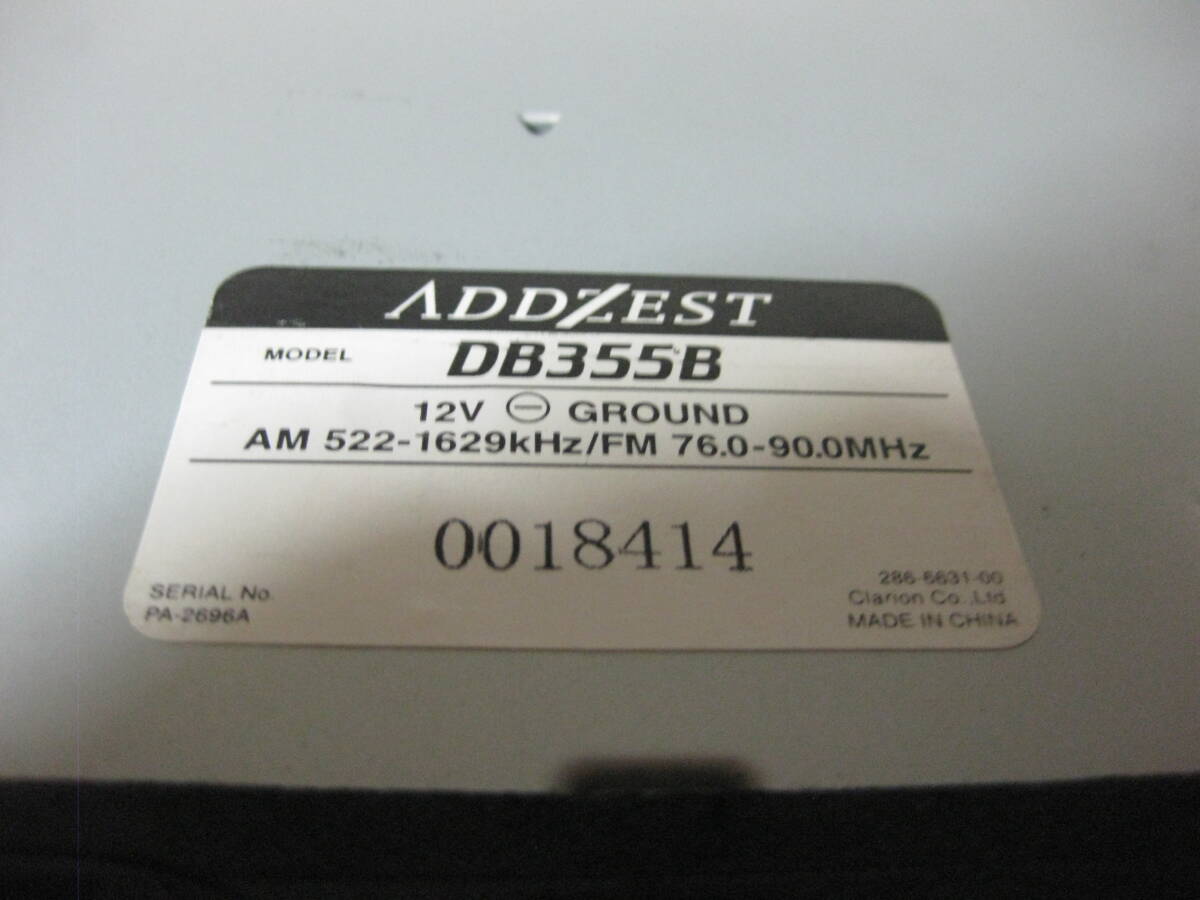 ADDZEST
MODEL DB355B
12V ⊖ GROUND
AM 522-1629kHz/FM 76.0-90.0MHz
0018414
SERIAL No.
PA-2696A
286-6631-00
Clarion Co.,Ltd
MADE IN CHINA